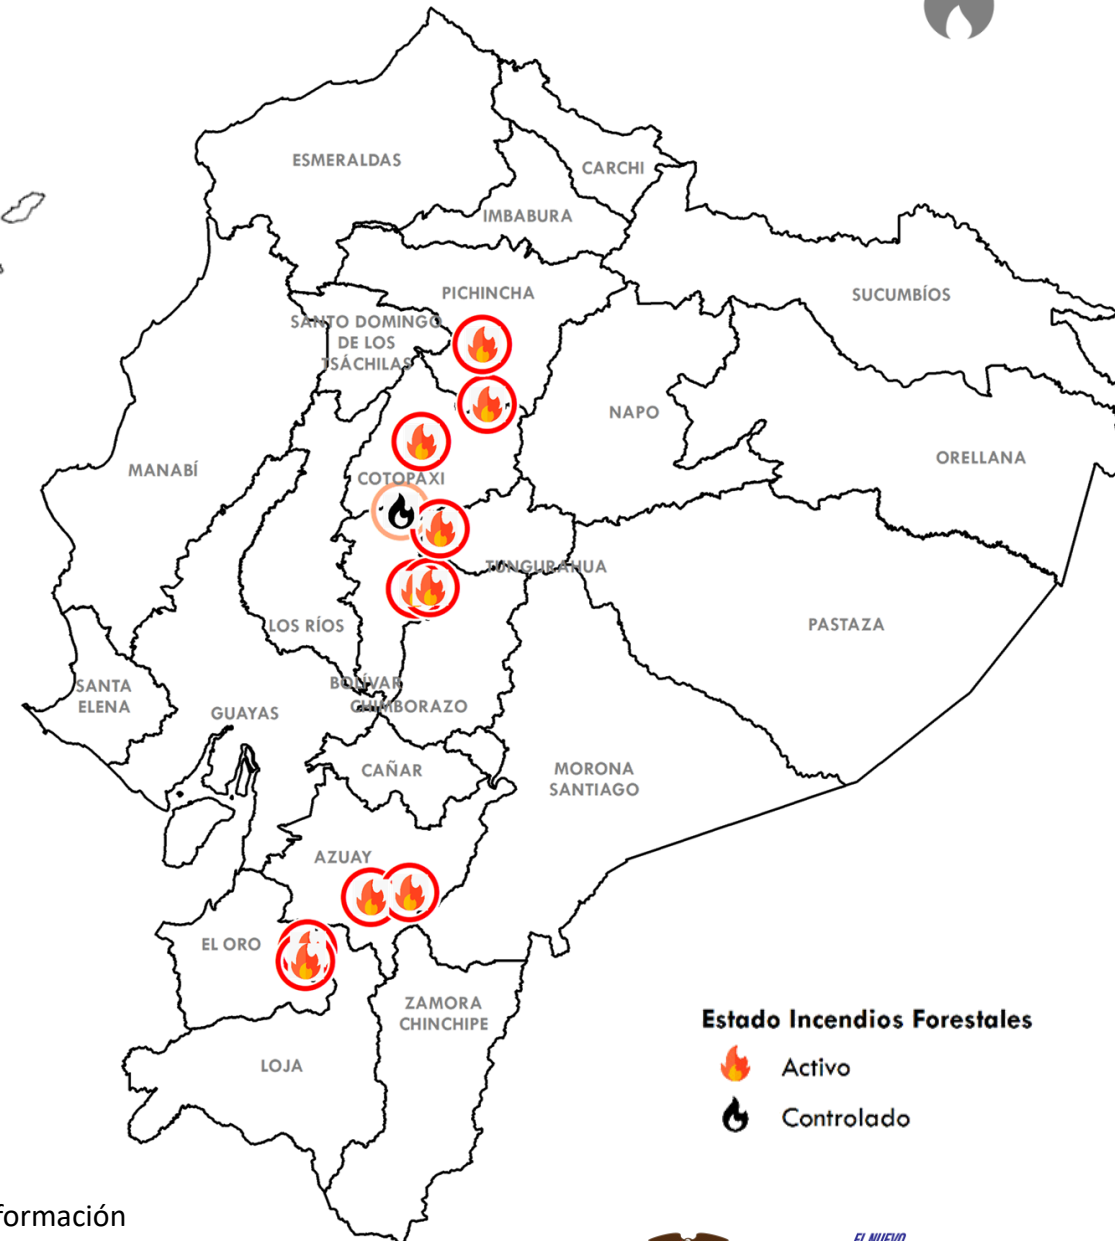 ESMERALDAS
CARCHI
IMBABURA
PICHINCHA
SUCUMBÍOS
SANTO DOMINGO
DE LOS
TSÁCHILAS
NAPO
ORELLANA
MANABÍ
COTOPAXI
TUNGURAHUA
LOS RÍOS
PASTAZA
SANTA
ELENA
BOLÍVAR
CHIMBORAZO
GUAYAS
CAÑAR
MORONA
SANTIAGO
AZUAY
EL ORO
ZAMORA
CHINCHIPE
LOJA
Estado Incendios Forestales
Activo
Controlado
formación
EL NUEVO